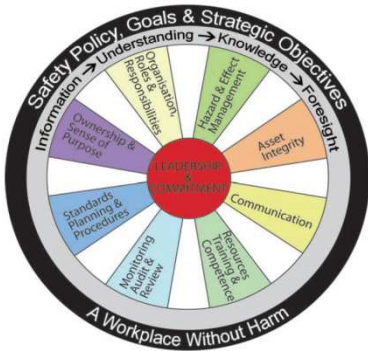 Safety Policy, Goals & Strategic Objectives
Information → Understanding → Knowledge → Foresight
Organisation,
Roles &
Responsibilities
Hazard & Effect
Management
Ownership &
Sense of
Purpose
Asset
Integrity
LEADERSHIP
&
COMMITMENT
Standards
Planning &
Procedures
Communication
Monitoring
Audit &
Review
Resources
Training &
Competence
A Workplace Without Harm